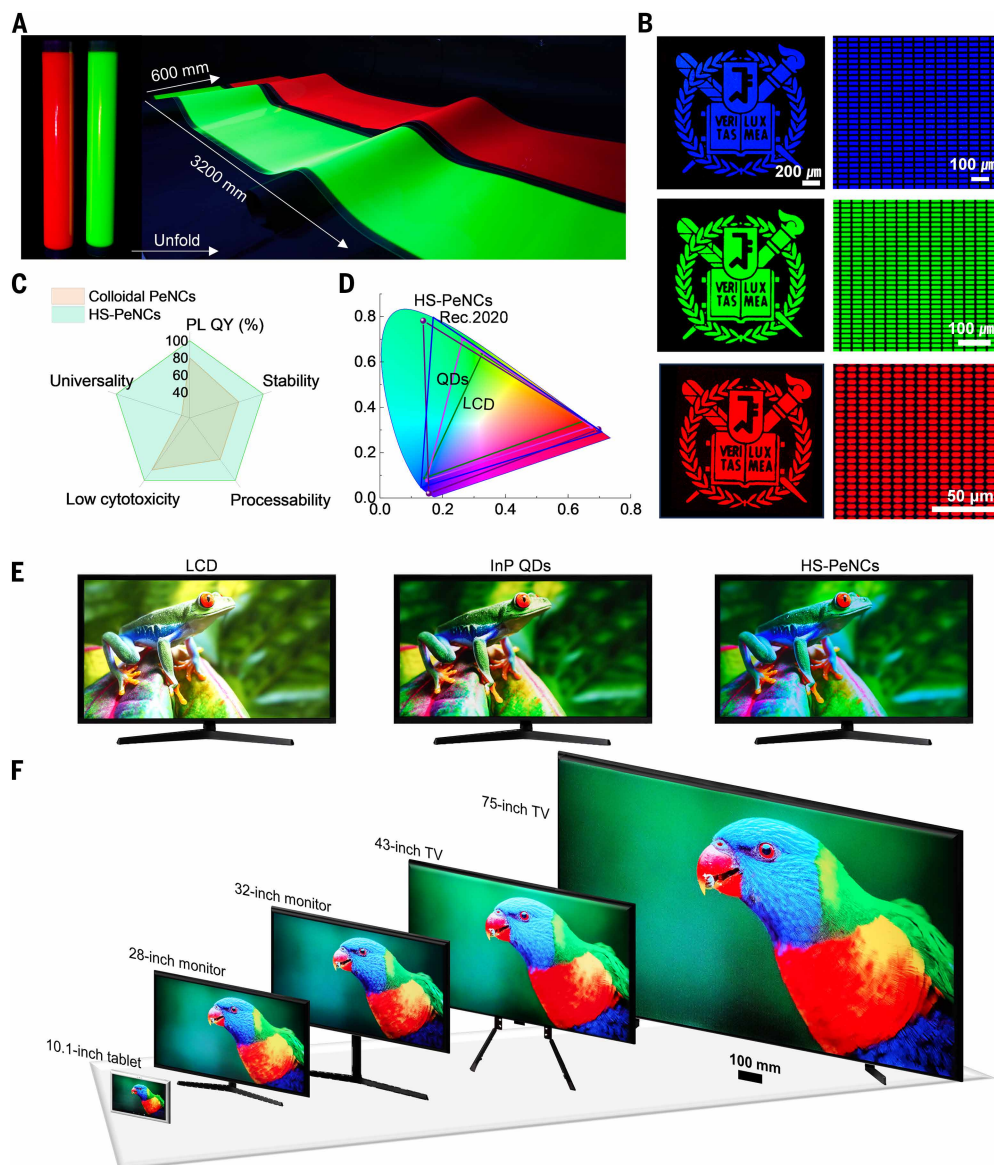 A
600 mm
3200 mm
Unfold
B
VERI LUX
TAS MEA
200 µm
100 µm
VERI LUX
TAS MEA
100 µm
VERI LUX
TAS MEA
50 µm
C
Colloidal PeNCs
HS-PeNCs
PL QY (%)
100
80
60
40
Universality
Stability
Low cytotoxicity
Processability
D
HS-PeNCs
Rec.2020
QDs
LCD
0.8
0.6
0.4
0.2
0.0
0.0
0.2
0.4
0.6
0.8
E
LCD
InP QDs
HS-PeNCs
F
75-inch TV
43-inch TV
32-inch monitor
28-inch monitor
10.1-inch tablet
100 mm